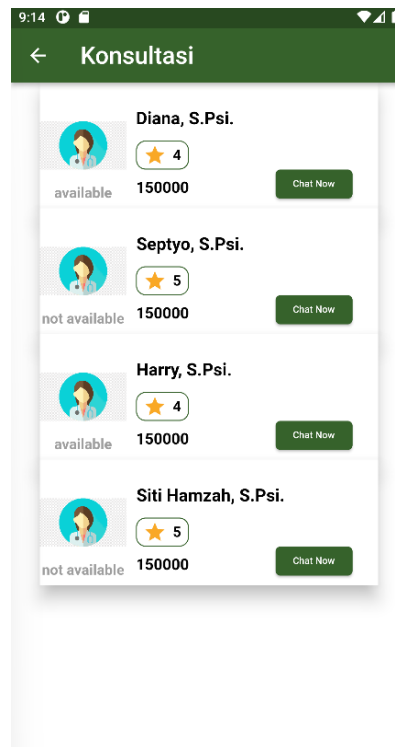 9:14
Konsultasi
Diana, S.Psi.
4
available
150000
Chat Now
Septyo, S.Psi.
5
not available
150000
Chat Now
Harry, S.Psi.
4
available
150000
Chat Now
Siti Hamzah, S.Psi.
5
not available
150000
Chat Now